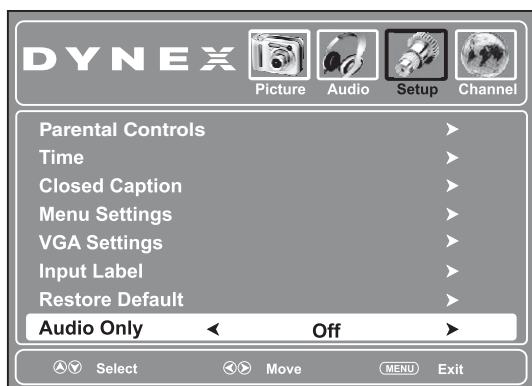 DYNEX
Picture Audio Setup Channel
Parental Controls
Time
Closed Caption
Menu Settings
VGA Settings
Input Label
Restore Default
Audio Only Off
Select Move MENU Exit